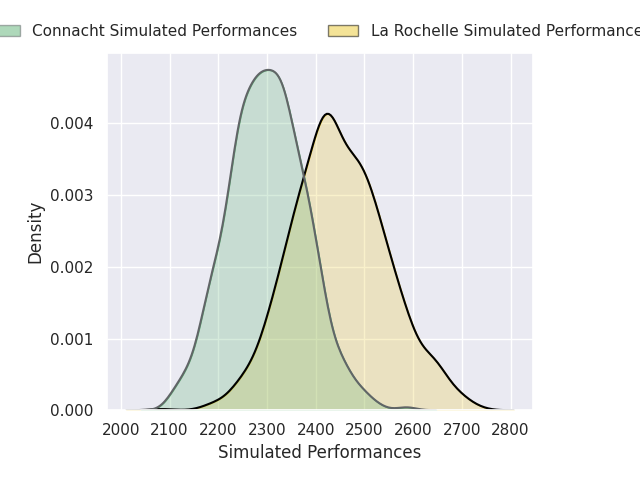 Connacht Simulated Performances
La Rochelle Simulated Performance
0.004
0.003
0.002
0.001
0.000
Density
2000 2100 2200 2300 2400 2500 2600 2700 2800
Simulated Performances